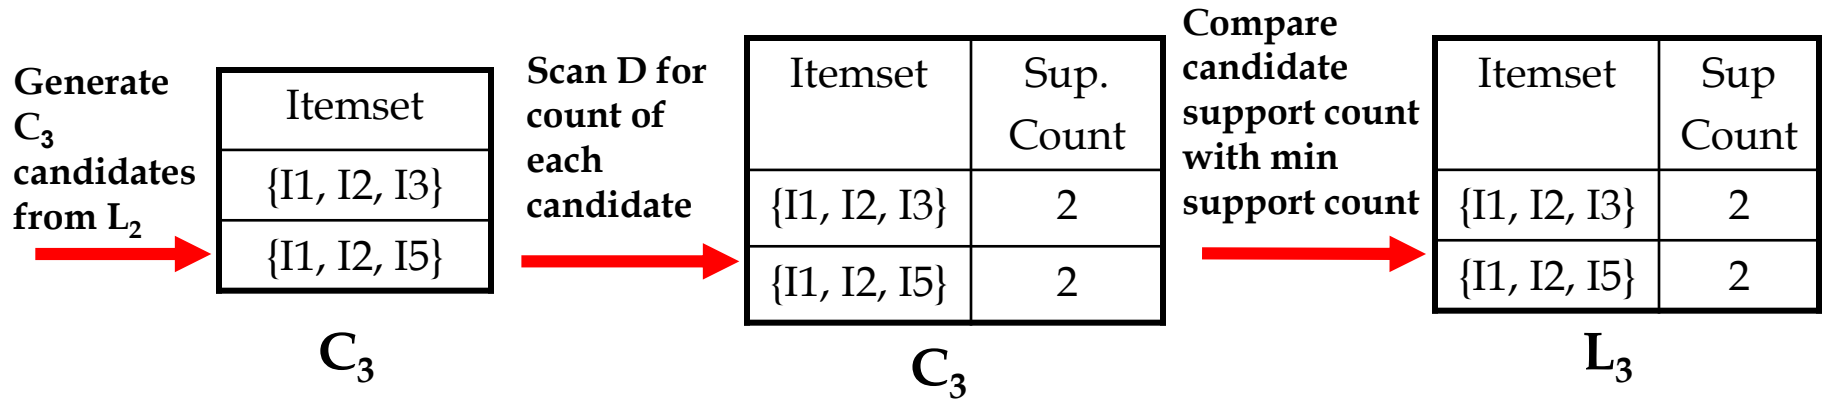 Generate
C3
candidates
from L2
Itemset
{I1, I2, I3}
{I1, I2, I5}
C3
Scan D for
count of
each
candidate
Itemset Sup.
Count
{I1, I2, I3} 2
{I1, I2, I5} 2
C3
Compare
candidate
support count
with min
support count
Itemset Sup
Count
{I1, I2, I3} 2
{I1, I2, I5} 2
L3